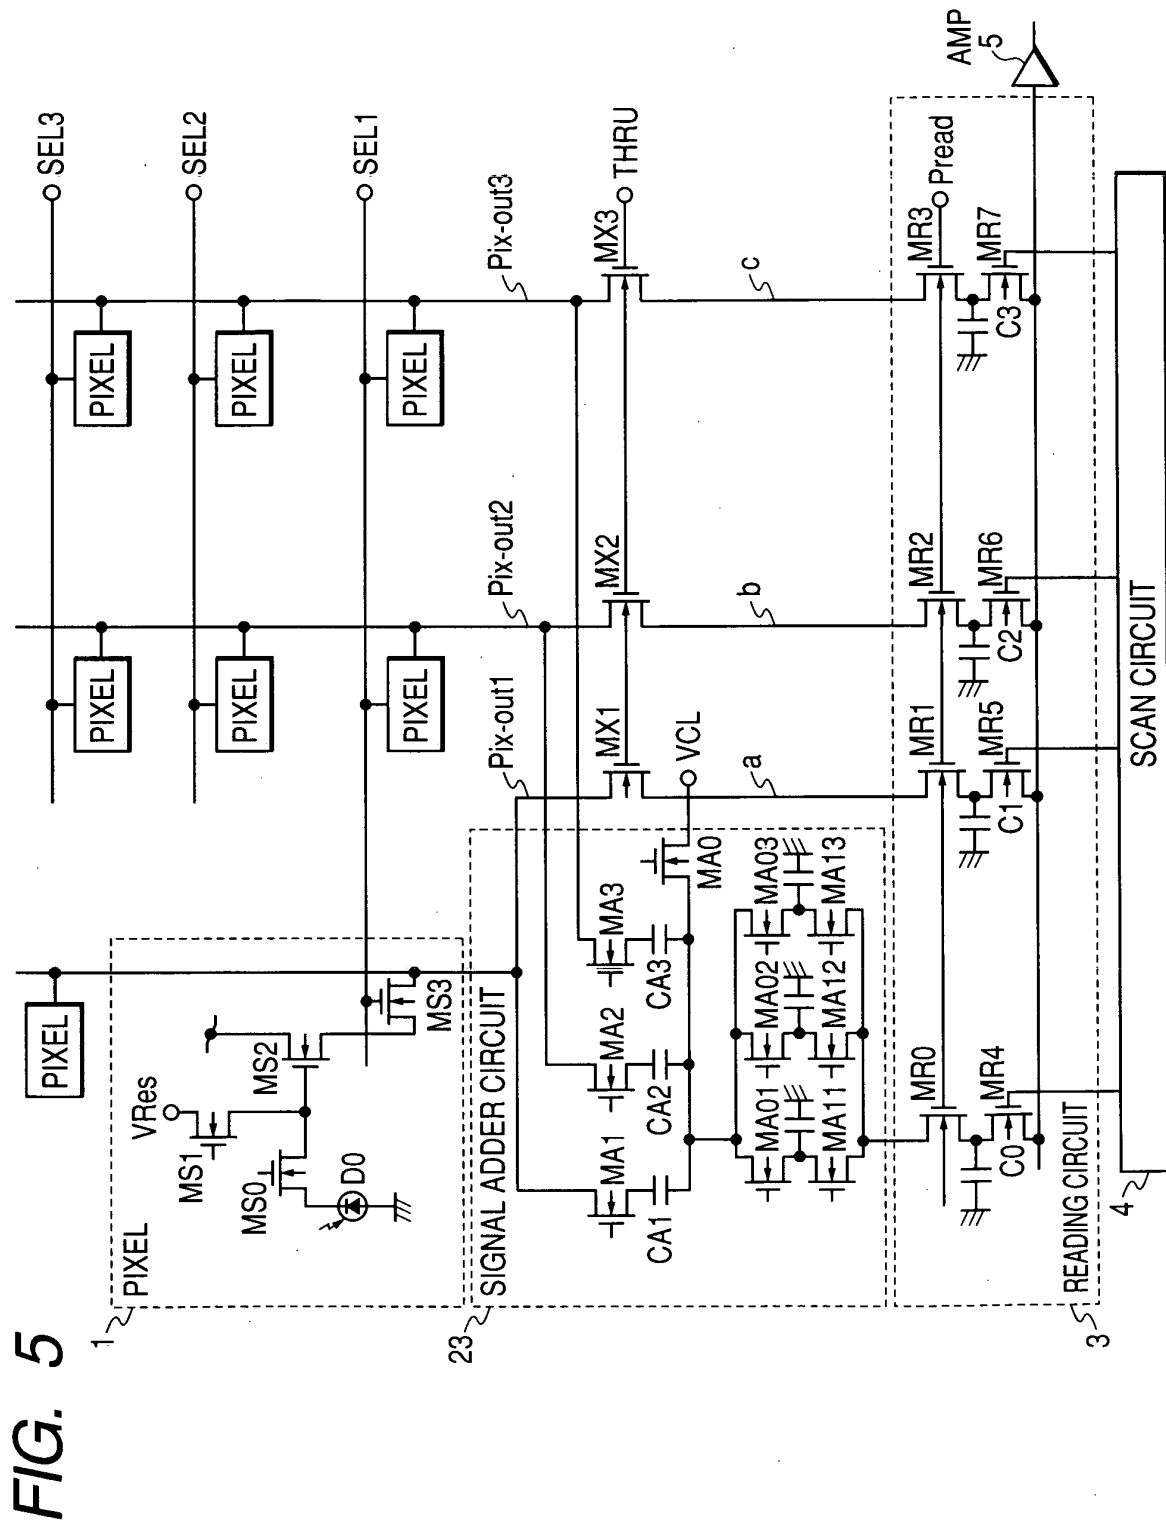 FIG. 5
SEL3
SEL2
SEL1
PIXEL
PIXEL
PIXEL
PIXEL
PIXEL
PIXEL
PIXEL
1
PIXEL
VRes
MS1
MS0
MS2
MS3
D0
Pix-out1
Pix-out2
Pix-out3
23
SIGNAL ADDER CIRCUIT
MA1
MA2
MA3
CA1
CA2
CA3
MA0
VCL
MX1
MX2
MX3
THRU
MA01
MA02
MA03
MA11
MA12
MA13
a
b
c
MR0
MR1
MR2
MR3
Pread
C0
C1
C2
C3
MR4
MR5
MR6
MR7
READING CIRCUIT
3
AMP
5
4
SCAN CIRCUIT